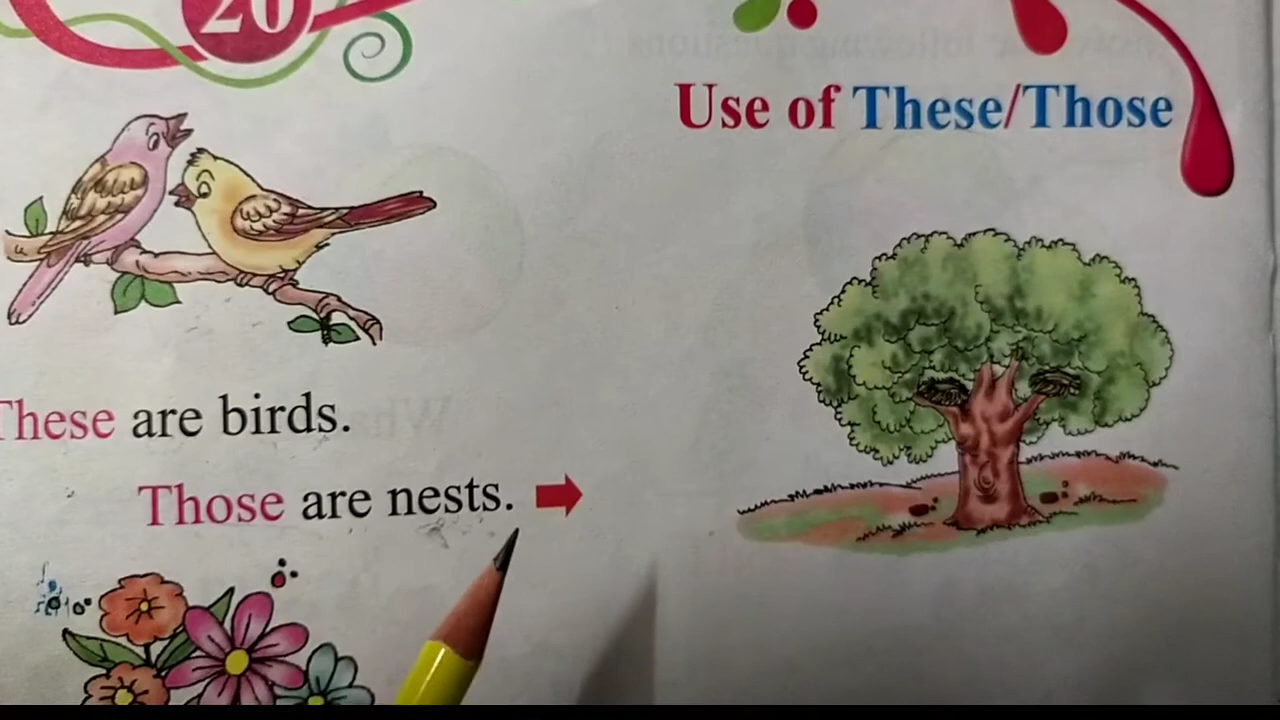 20
Use of These/Those
These are birds.
Those are nests.